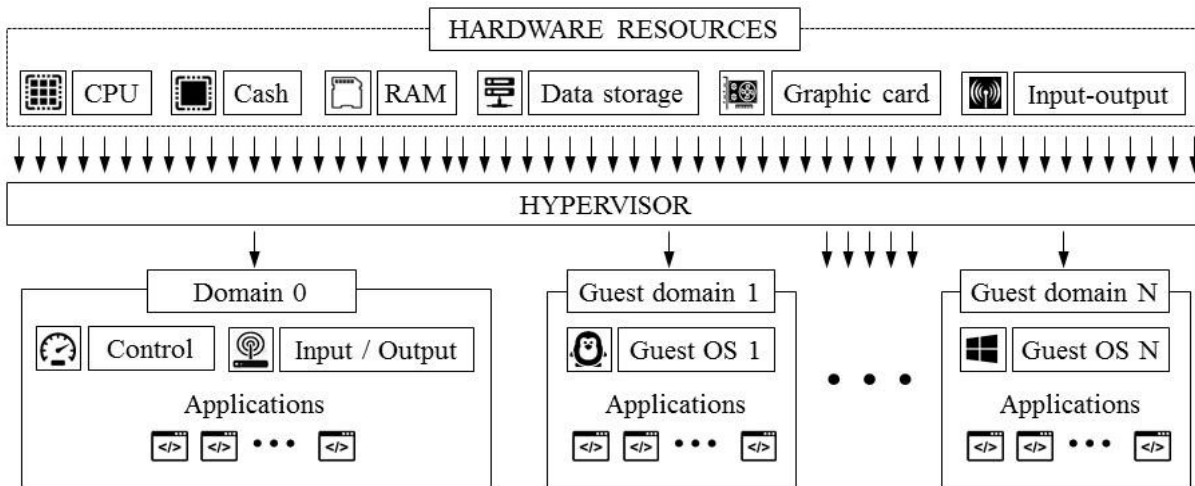 HARDWARE RESOURCES
CPU Cash RAM Data storage Graphic card Input-output
HYPERVISOR
Domain 0 Guest domain 1 Guest domain N
Control Input / Output Guest OS 1 Guest OS N
Applications Applications Applications
</> </> ••• </> </> </> ••• </> </> </> ••• </>